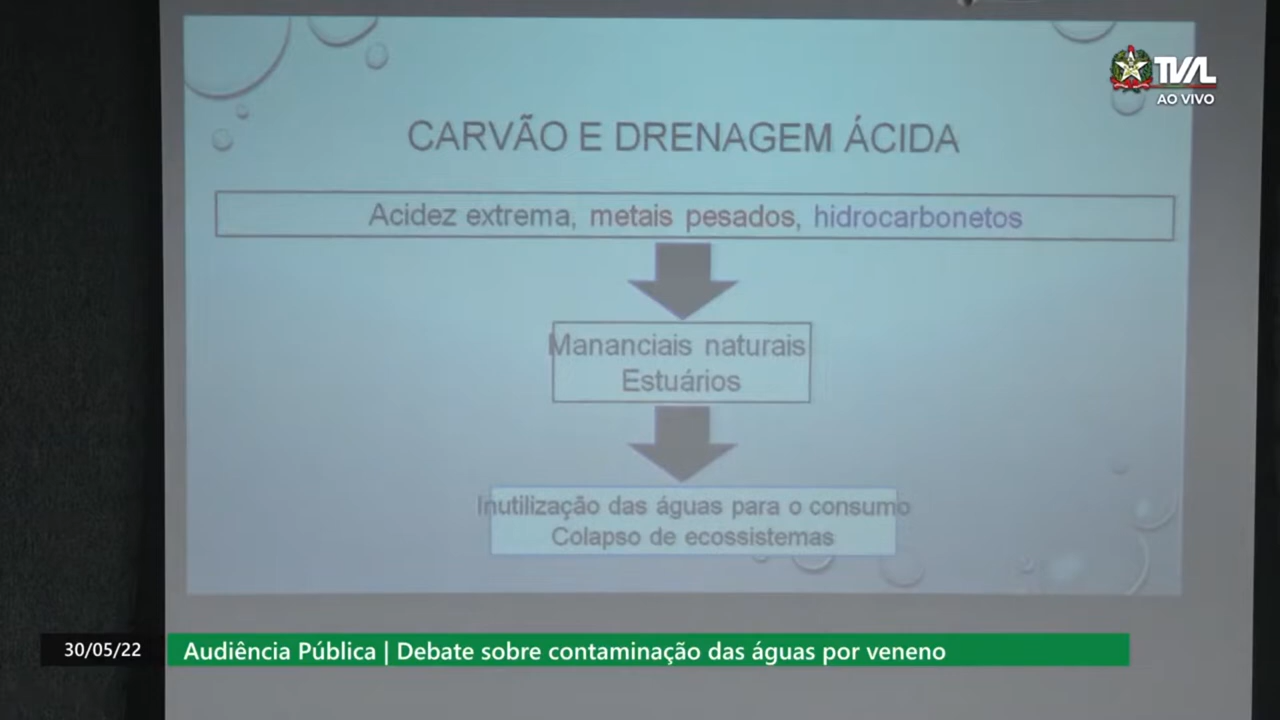 TVAL
AO VIVO
CARVÃO E DRENAGEM ÁCIDA
Acidez extrema, metais pesados, hidrocarbonetos
Mananciais naturais
Estuários
Inutilização das águas para o consumo
Colapso de ecossistemas
30/05/22
Audiência Pública | Debate sobre contaminação das águas por veneno